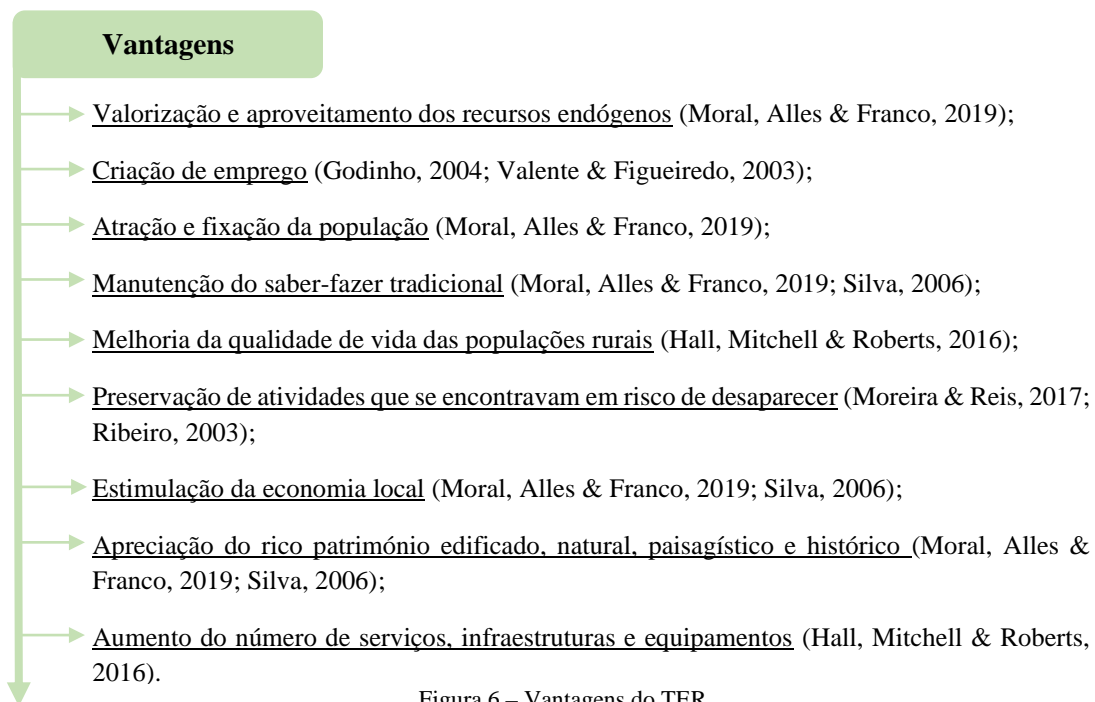 Vantagens
Valorização e aproveitamento dos recursos endógenos (Moral, Alles & Franco, 2019);
Criação de emprego (Godinho, 2004; Valente & Figueiredo, 2003);
Atração e fixação da população (Moral, Alles & Franco, 2019);
Manutenção do saber-fazer tradicional (Moral, Alles & Franco, 2019; Silva, 2006);
Melhoria da qualidade de vida das populações rurais (Hall, Mitchell & Roberts, 2016);
Preservação de atividades que se encontravam em risco de desaparecer (Moreira & Reis, 2017;
Ribeiro, 2003);
Estimulação da economia local (Moral, Alles & Franco, 2019; Silva, 2006);
Apreciação do rico património edificado, natural, paisagístico e histórico (Moral, Alles &
Franco, 2019; Silva, 2006);
Aumento do número de serviços, infraestruturas e equipamentos (Hall, Mitchell & Roberts,
2016).
Figura 6 – Vantagens do TER